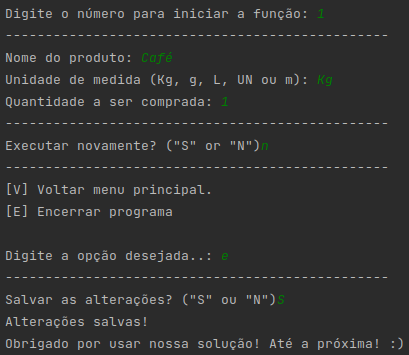 Digite o número para iniciar a função: 1
------------------------------------------------
Nome do produto: Café
Unidade de medida (Kg, g, L, UN ou m): Kg
Quantidade a ser comprada: 1
------------------------------------------------
Executar novamente? ("S" or "N")n
------------------------------------------------
[V] Voltar menu principal.
[E] Encerrar programa
Digite a opção desejada..: e
------------------------------------------------
Salvar as alterações? ("S" ou "N")S
Alterações salvas!
Obrigado por usar nossa solução! Até a próxima! :)